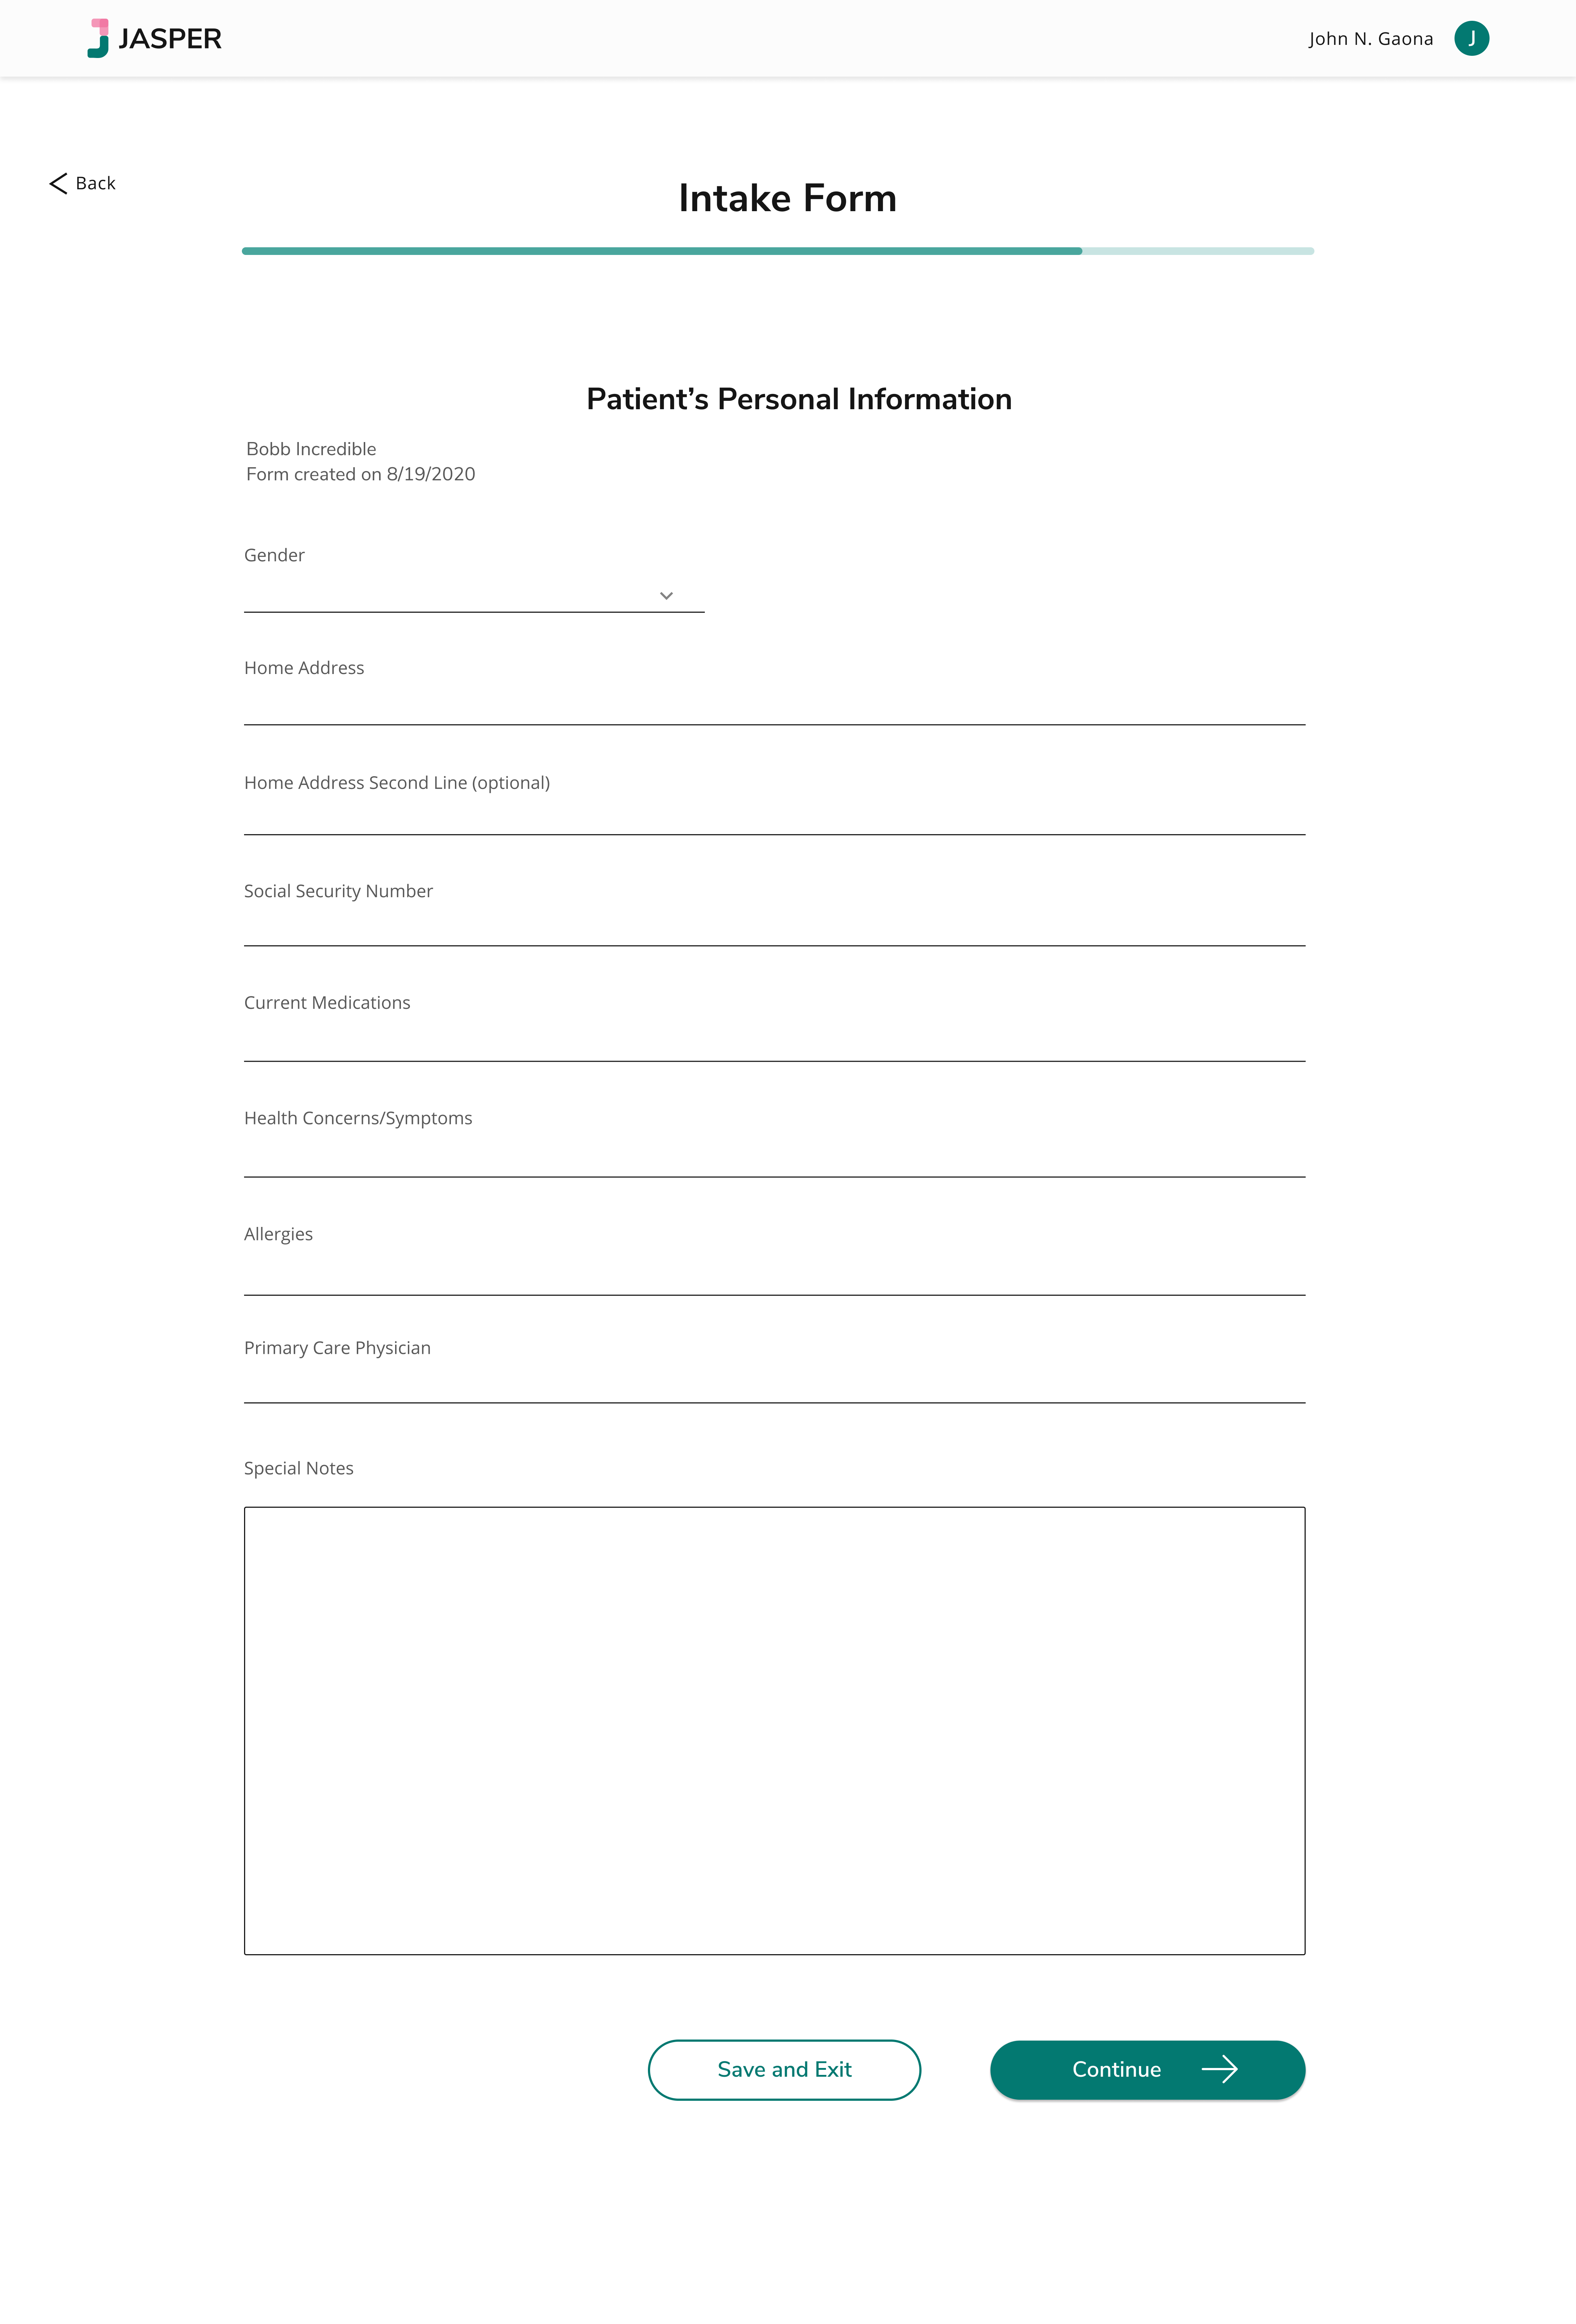 JASPER
John N. Gaona
J
Back
Intake Form
Patient’s Personal Information
Bobb Incredible
Form created on 8/19/2020
Gender
Home Address
Home Address Second Line (optional)
Social Security Number
Current Medications
Health Concerns/Symptoms
Allergies
Primary Care Physician
Special Notes
Save and Exit
Continue